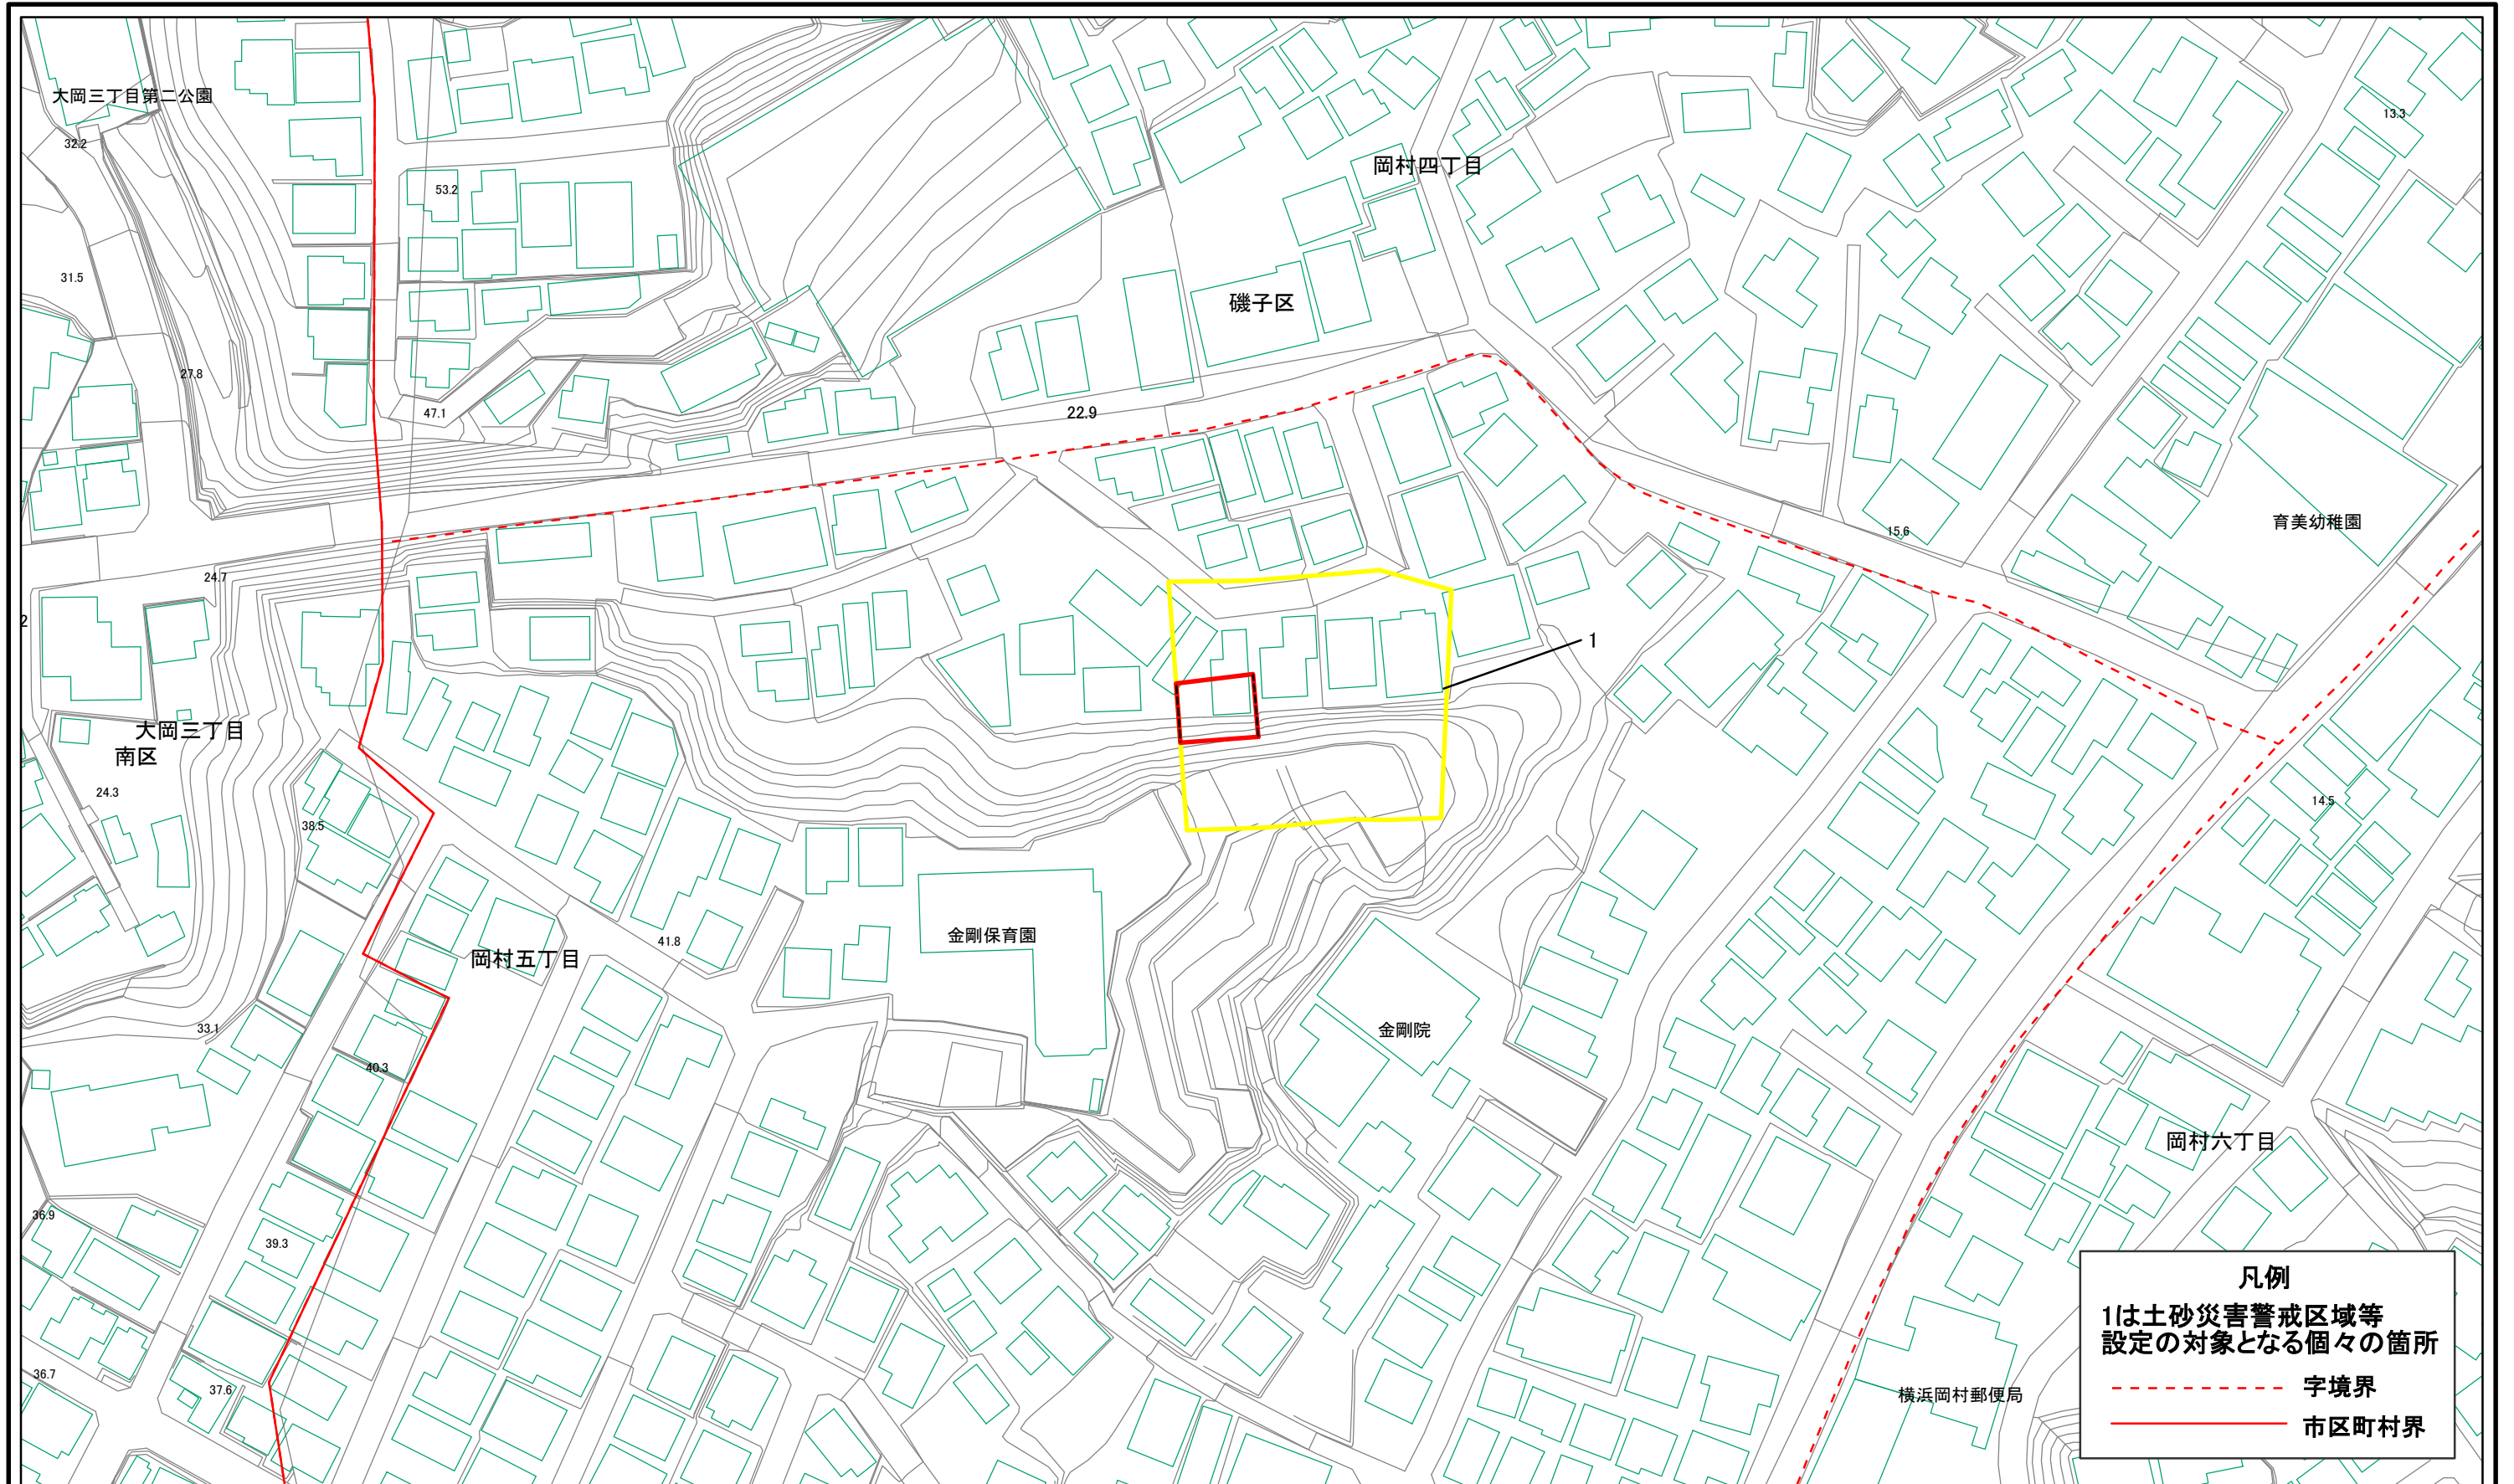 大岡三丁目第二公園
13.3
32.2
岡村四丁目
53.2
31.5
磯子区
27.8
47.1
22.9
育美幼稚園
15.6
24.7
2
1
大岡三丁目
南区
24.3
14.5
38.5
41.8
金剛保育園
岡村五丁目
33.1
金剛院
40.3
岡村六丁目
36.9
39.3
36.7
37.6
横浜岡村郵便局
凡例
1は土砂災害警戒区域等
設定の対象となる個々の箇所
字境界
市区町村界